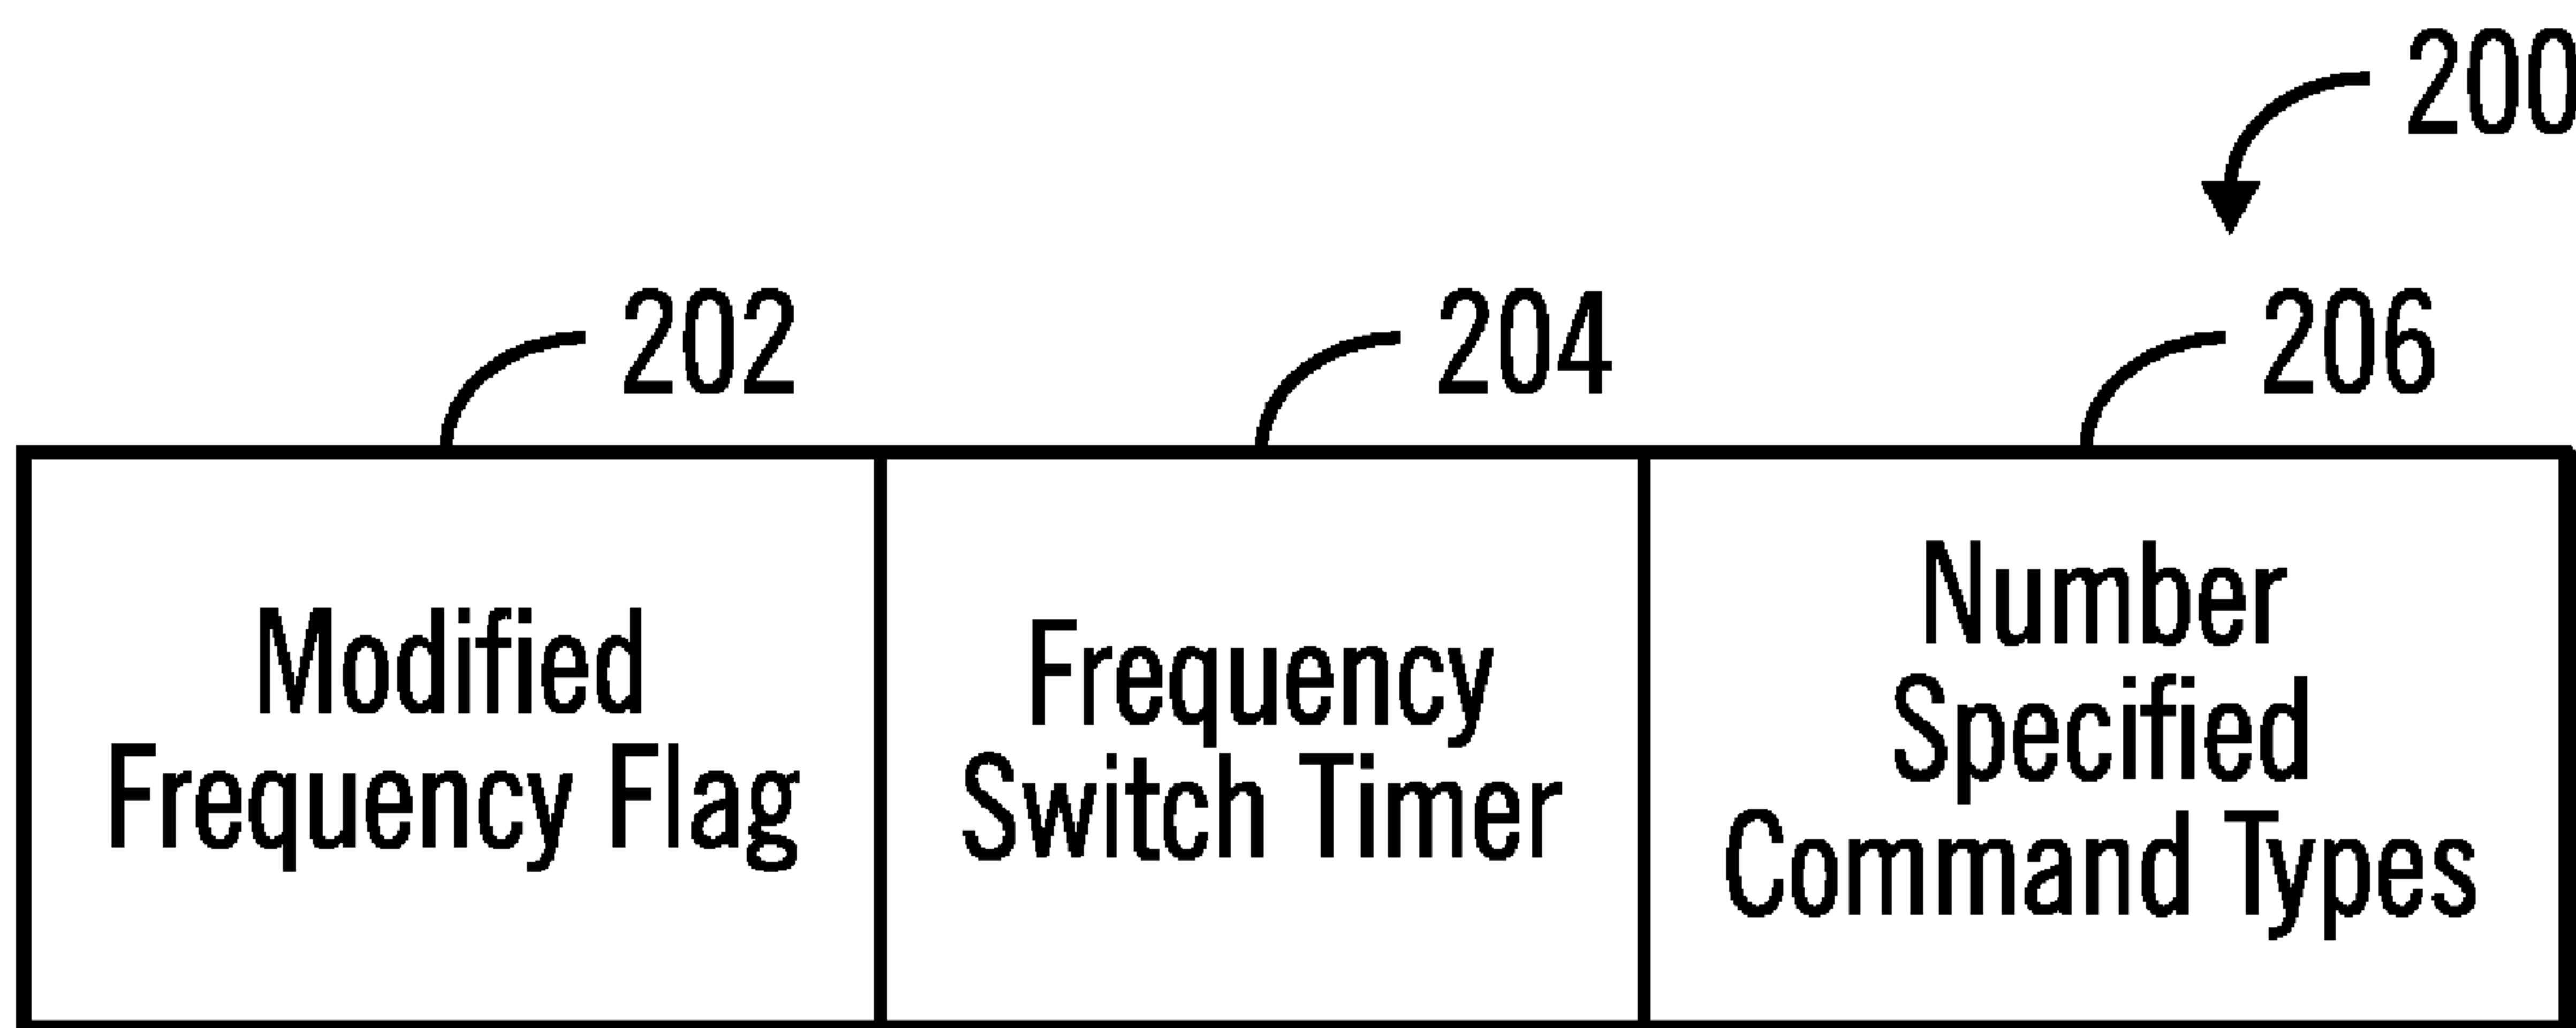 200
202
204
206
Modified
Frequency Flag
Frequency
Switch Timer
Number
Specified
Command Types